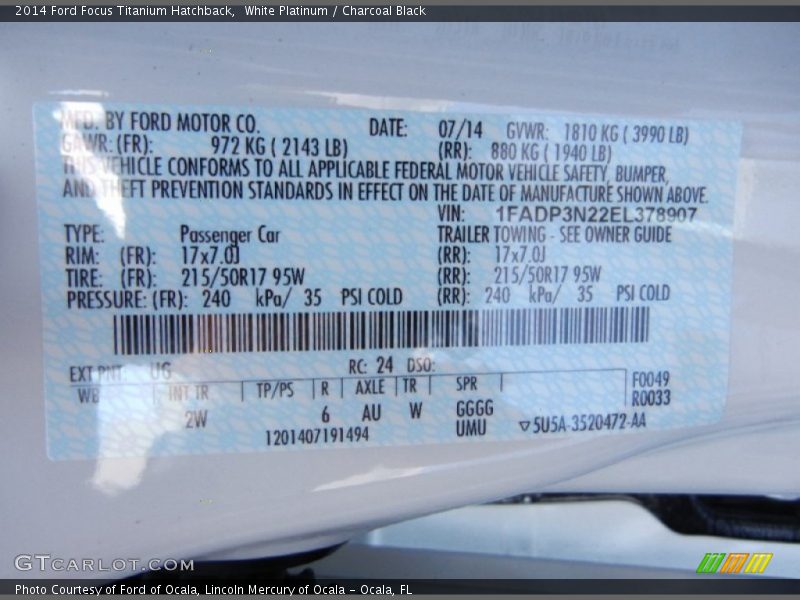 2014 Ford Focus Titanium Hatchback,  White Platinum / Charcoal Black
MFD. BY FORD MOTOR CO. DATE: 07/14 GVWR: 1810 KG ( 3990 LB)
GAWR: (FR): 972 KG ( 2143 LB) (RR): 880 KG ( 1940 LB)
THIS VEHICLE CONFORMS TO ALL APPLICABLE FEDERAL MOTOR VEHICLE SAFETY, BUMPER,
AND THEFT PREVENTION STANDARDS IN EFFECT ON THE DATE OF MANUFACTURE SHOWN ABOVE.
VIN: 1FADP3N22EL378907
TYPE: Passenger Car TRAILER TOWING - SEE OWNER GUIDE
RIM: (FR): 17x7.0J (RR): 17x7.0J
TIRE: (FR): 215/50R17 95W (RR): 215/50R17 95W
PRESSURE: (FR): 240 kPa/ 35 PSI COLD (RR): 240 kPa/ 35 PSI COLD
EXT PNT: UG RC: 24 DSO:
WB INT TR TP/PS R AXLE TR SPR F0049
R0033
2W 6 AU W GGGG
1201407191494 UMU ▽5U5A-3520472-AA
GTCARLOT.COM
Photo Courtesy of Ford of Ocala, Lincoln Mercury of Ocala - Ocala, FL